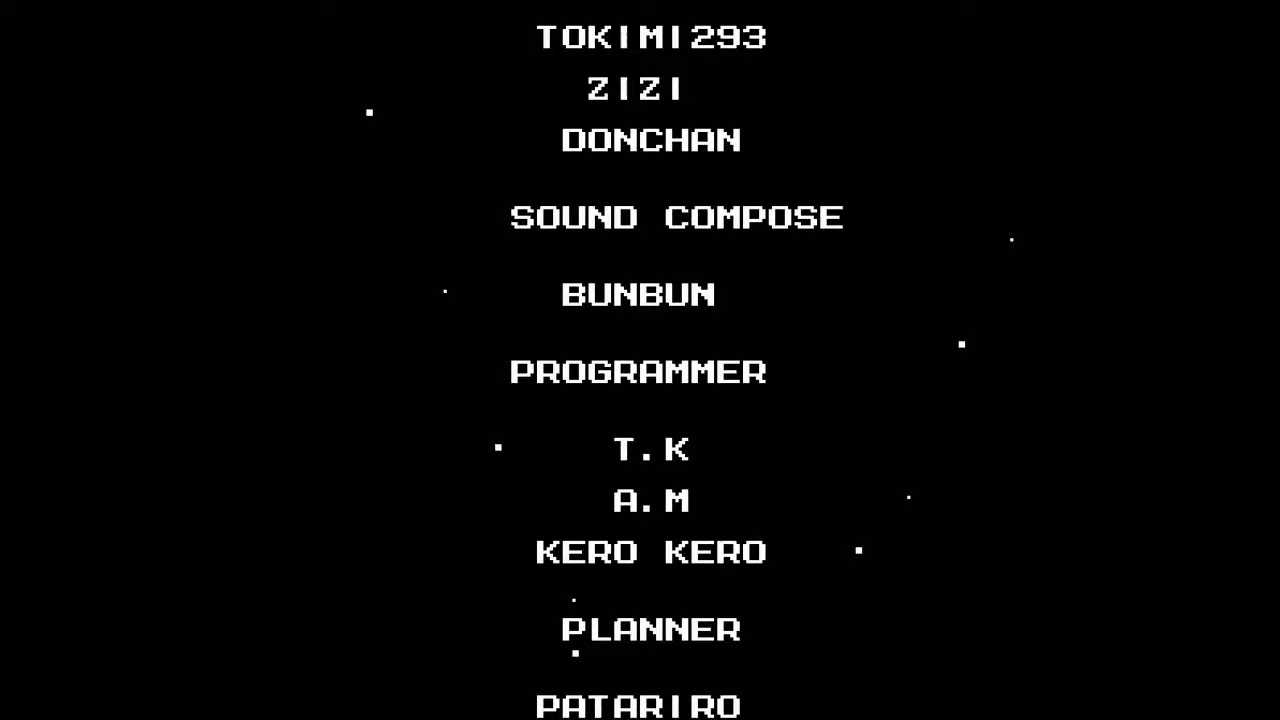 TOKIMI293
ZIZI
DONCHAN
SOUND COMPOSE
BUNBUN
PROGRAMMER
T.K
A.M
KERO KERO
PLANNER
PATARIRO